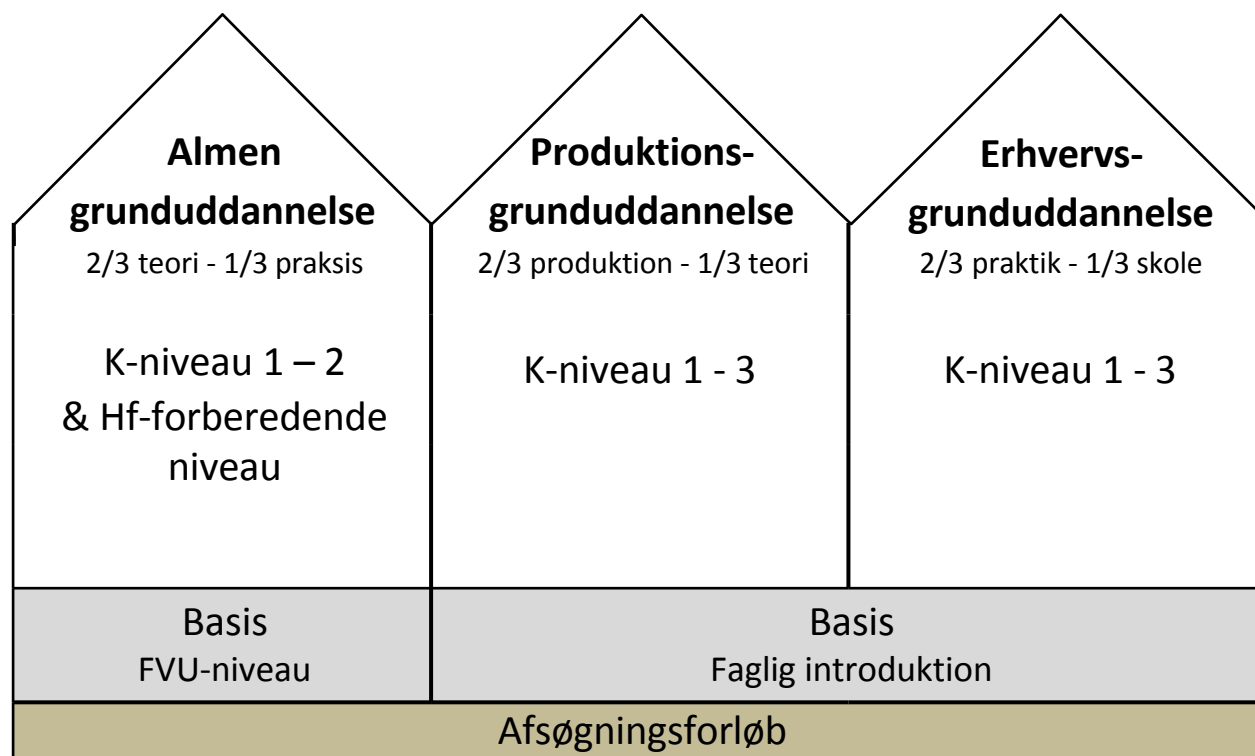 Almen
grunduddannelse
2/3 teori - 1/3 praksis
K-niveau 1 – 2
& Hf-forberedende
niveau
Produktions-
grunduddannelse
2/3 produktion - 1/3 teori
K-niveau 1 - 3
Erhvervs-
grunduddannelse
2/3 praktik - 1/3 skole
K-niveau 1 - 3
Basis
FVU-niveau
Basis
Faglig introduktion
Afsøgningsforløb